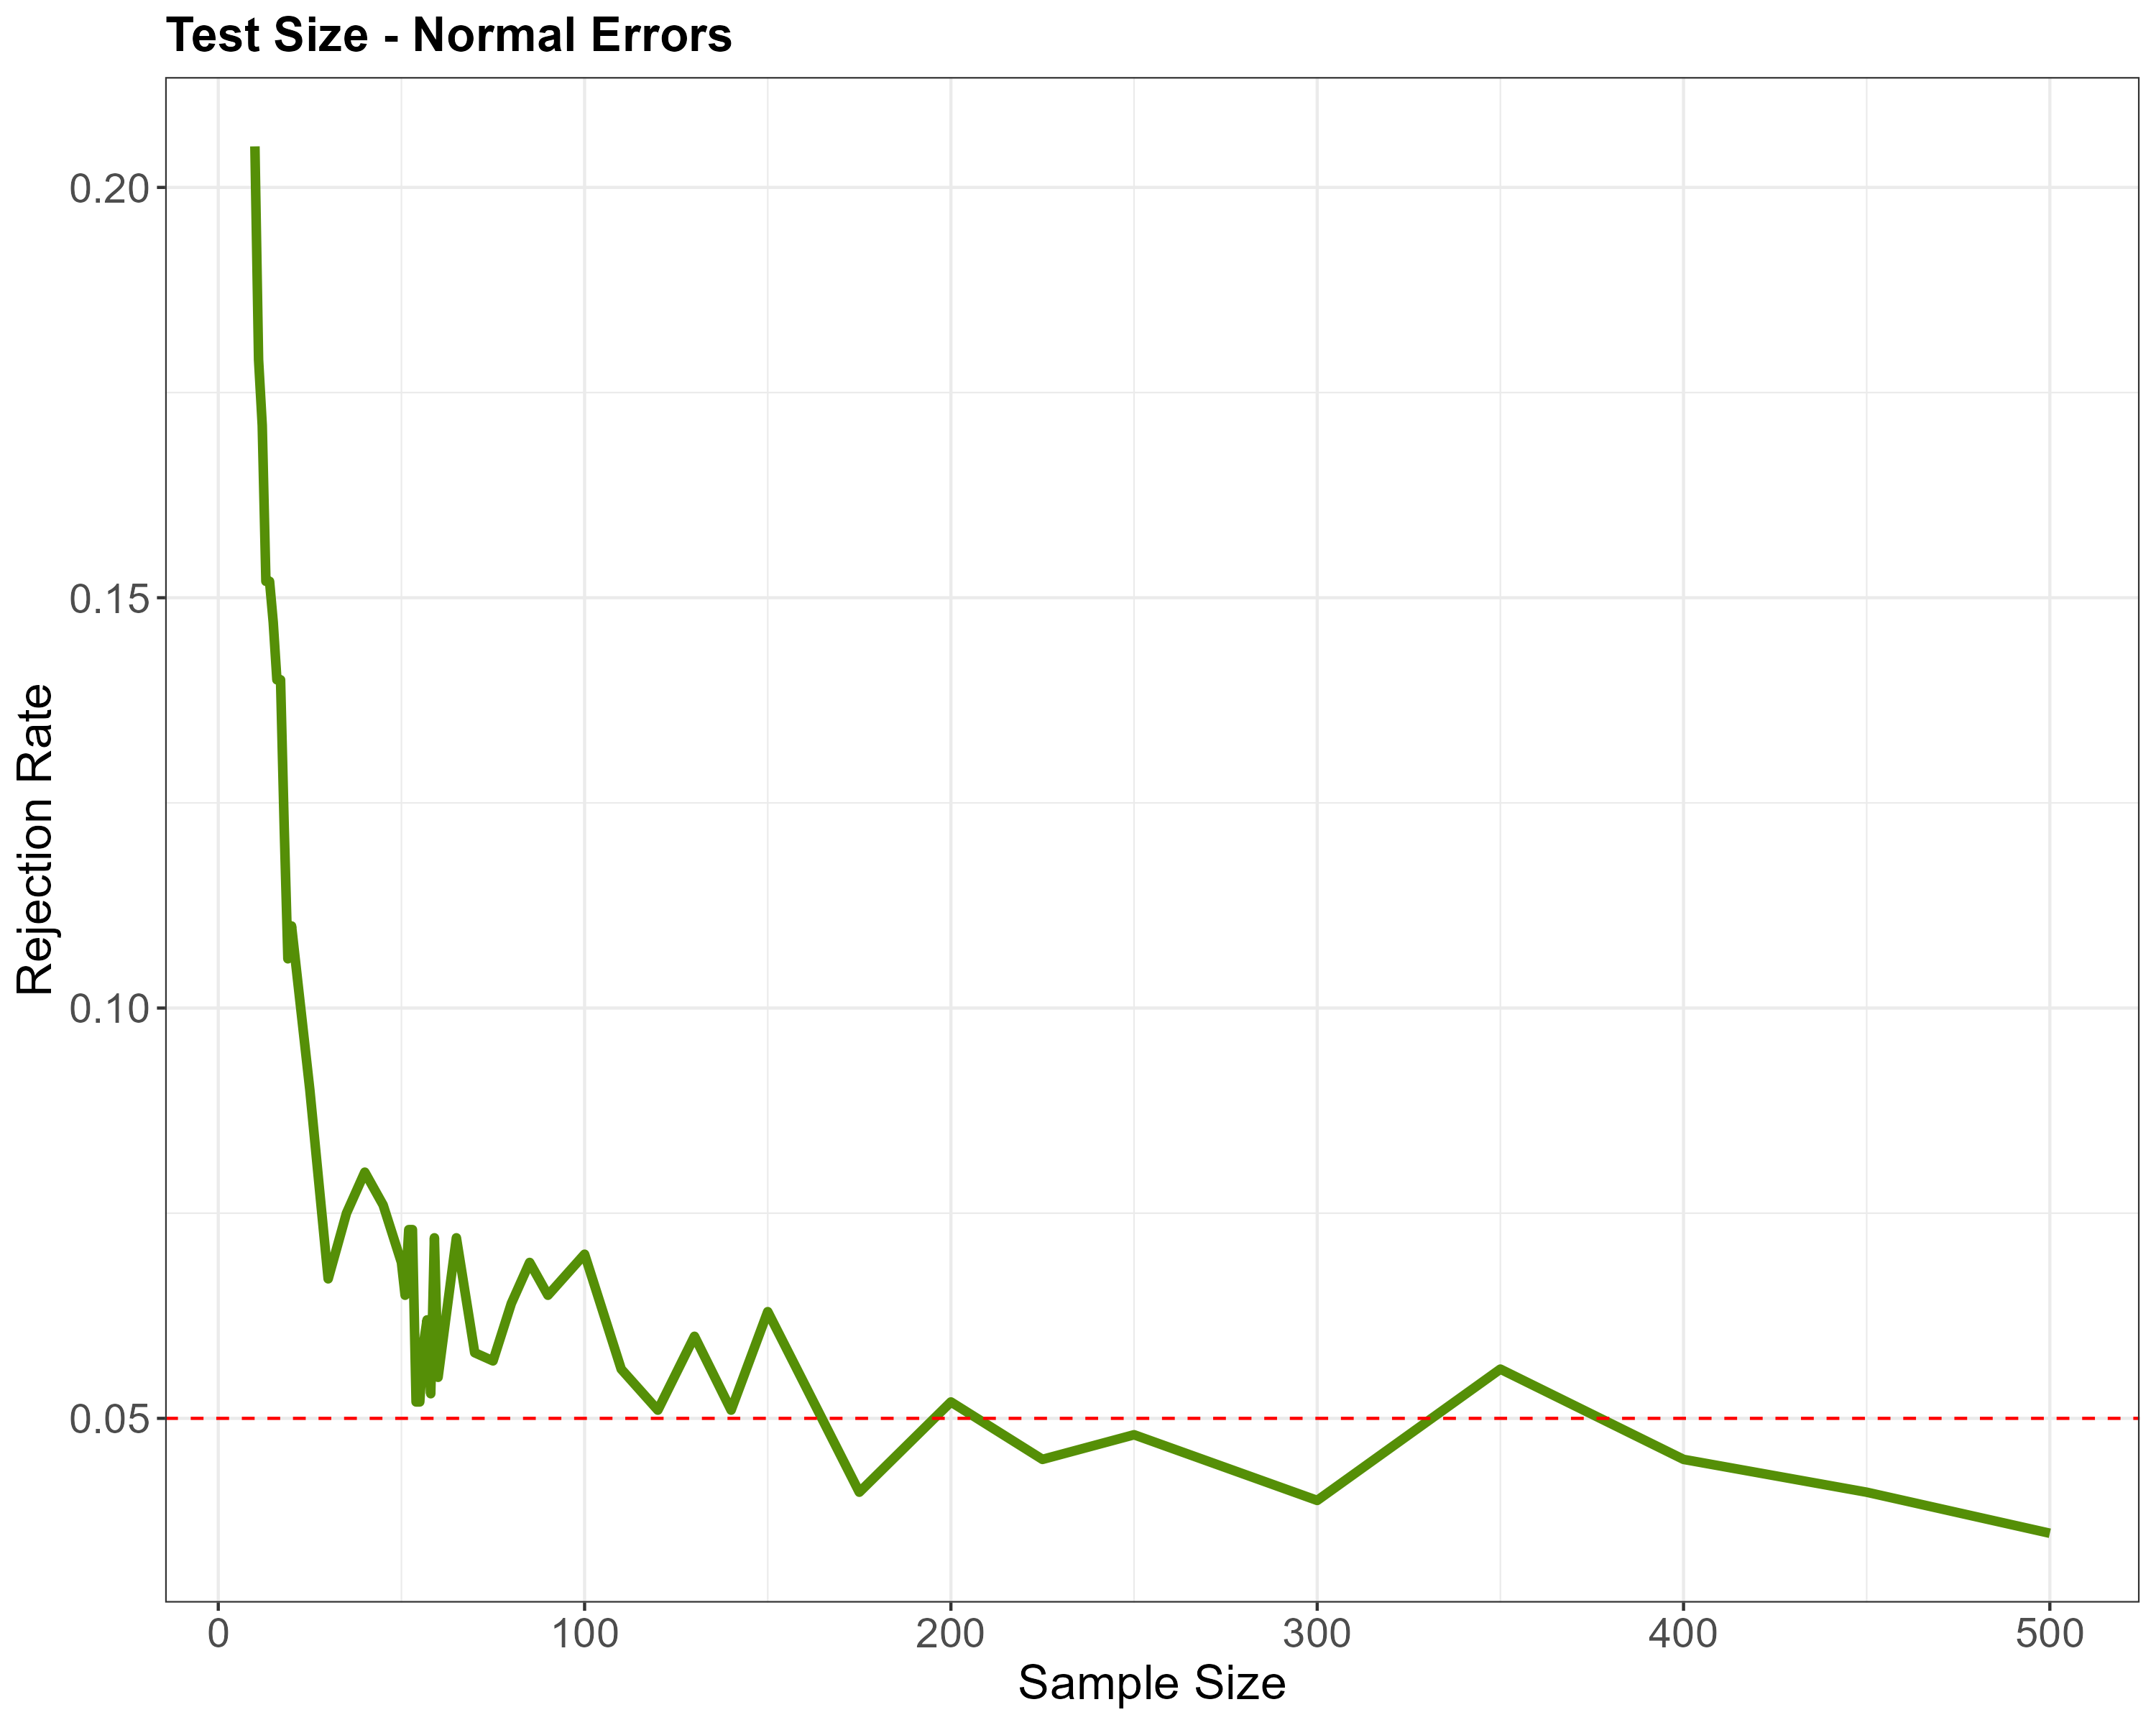 Test Size - Normal Errors
Rejection Rate
0.20
0.15
0.10
0.05
0 100 200 300 400 500
Sample Size